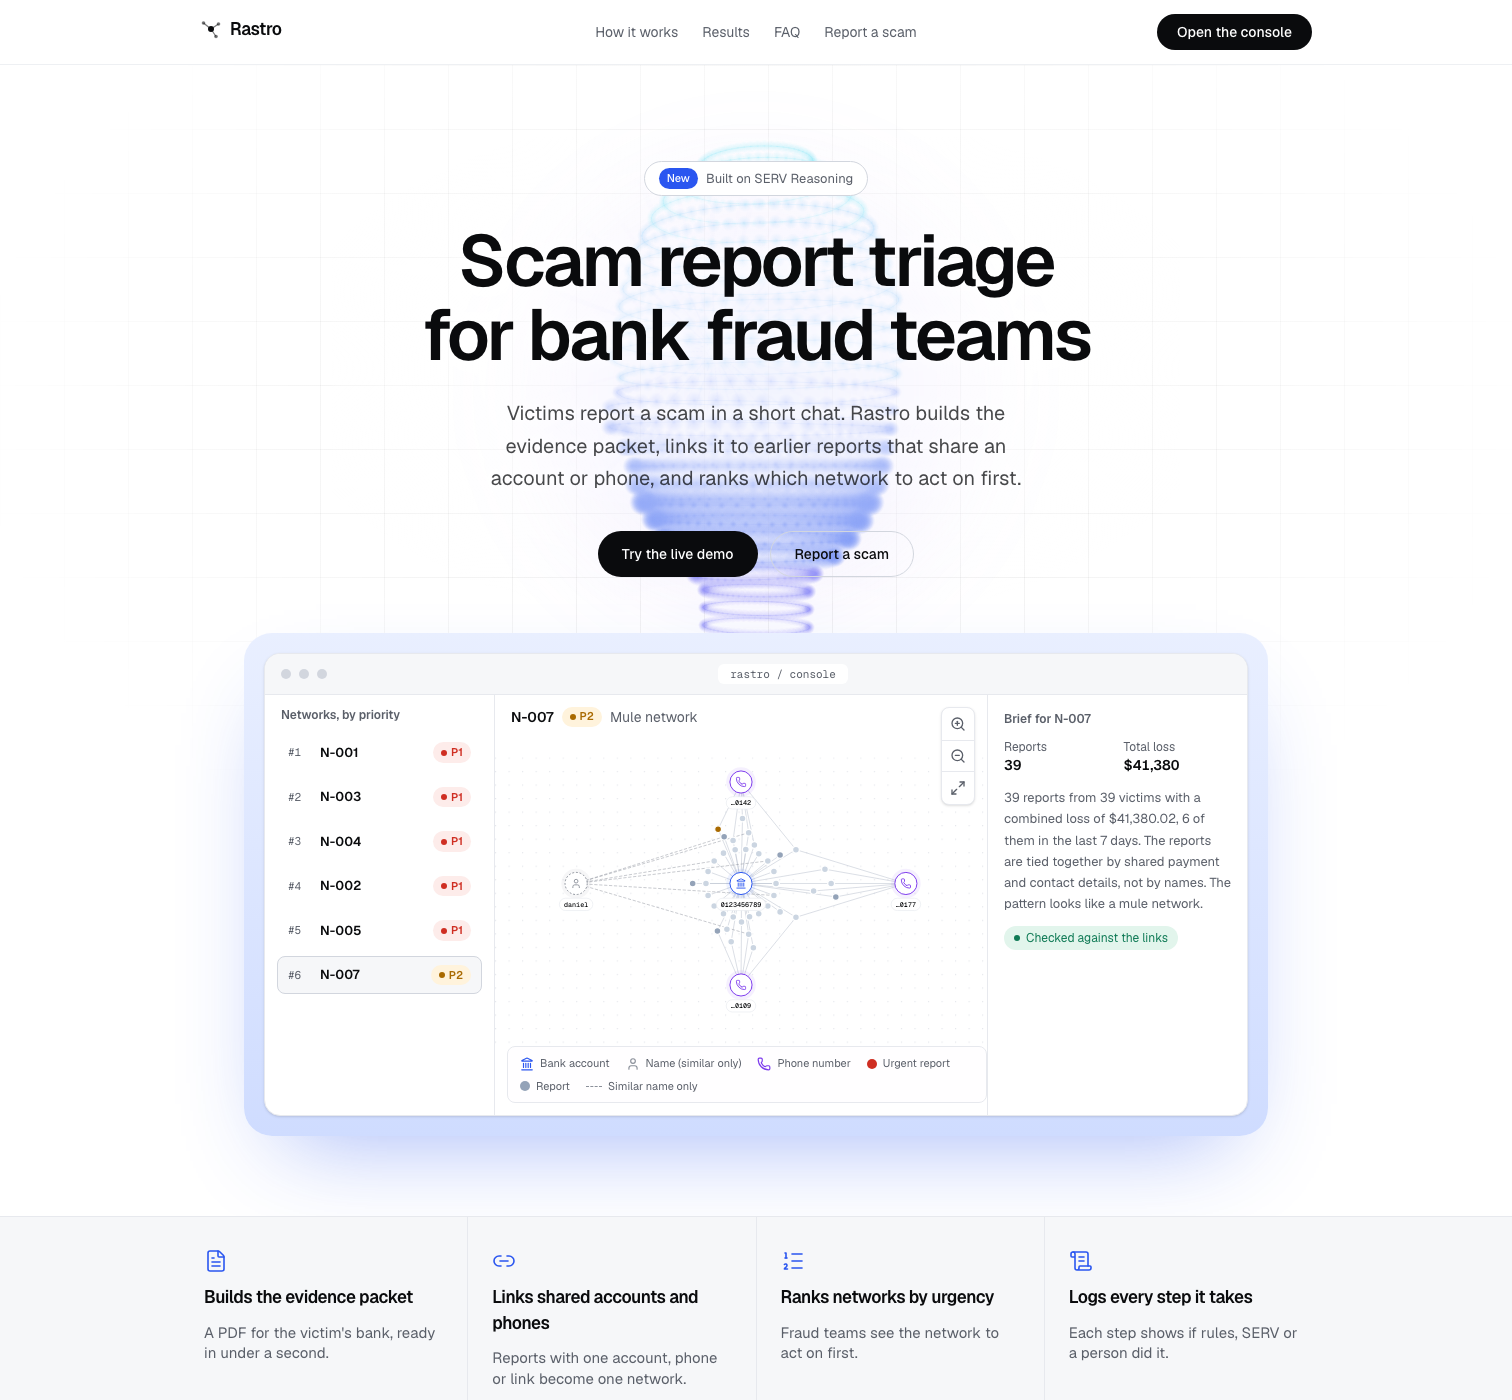 Rastro
How it works
Results
FAQ
Report a scam
Open the console
New Built on SERV Reasoning
Scam report triage
for bank fraud teams
Victims report a scam in a short chat. Rastro builds the
evidence packet, links it to earlier reports that share an
account or phone, and ranks which network to act on first.
Try the live demo
Report a scam
rastro / console
Networks, by priority
#1 N-001 P1
#2 N-003 P1
#3 N-004 P1
#4 N-002 P1
#5 N-005 P1
#6 N-007 P2
N-007 P2 Mule network
…0142
daniel
0123456789
…0177
…0109
Bank account
Name (similar only)
Phone number
Urgent report
Report
Similar name only
Brief for N-007
Reports
39
Total loss
$41,380
39 reports from 39 victims with a
combined loss of $41,380.02, 6 of
them in the last 7 days. The reports
are tied together by shared payment
and contact details, not by names. The
pattern looks like a mule network.
Checked against the links
Builds the evidence packet
A PDF for the victim's bank, ready
in under a second.
Links shared accounts and
phones
Reports with one account, phone
or link become one network.
Ranks networks by urgency
Fraud teams see the network to
act on first.
Logs every step it takes
Each step shows if rules, SERV or
a person did it.